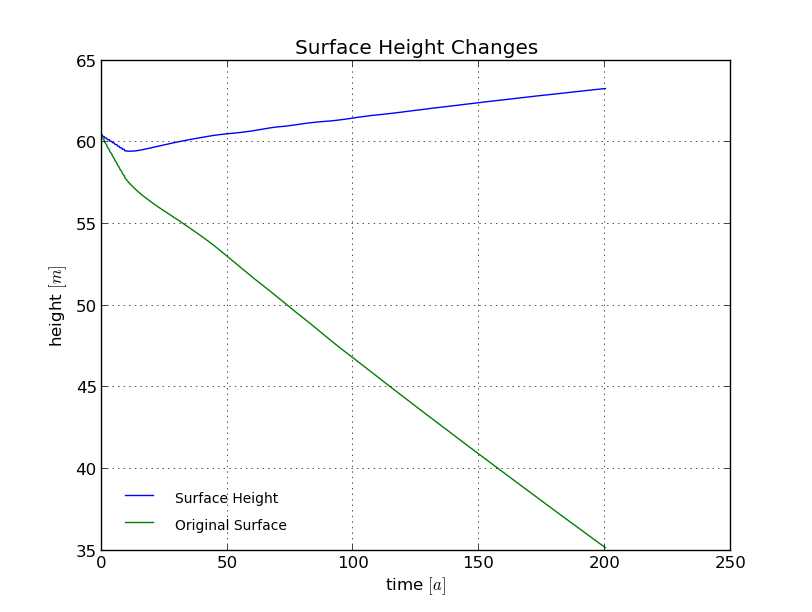 Surface Height Changes
65
60
55
50
45
40
35
height [m]
Surface Height
Original Surface
0 50 100 150 200 250
time [a]